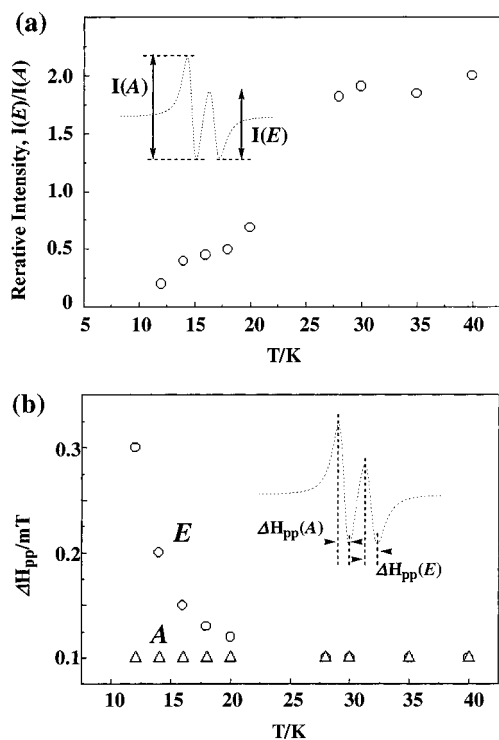 (a)
Rerative Intensity, I(E)/I(A)
2.0
1.5
1.0
0.5
0
I(A)
I(E)
5 10 15 20 25 30 35 40
T/K
(b)
ΔHpp/mT
0.3
0.2
0.1
E
A
ΔHpp(A)
ΔHpp(E)
10 15 20 25 30 35 40
T/K